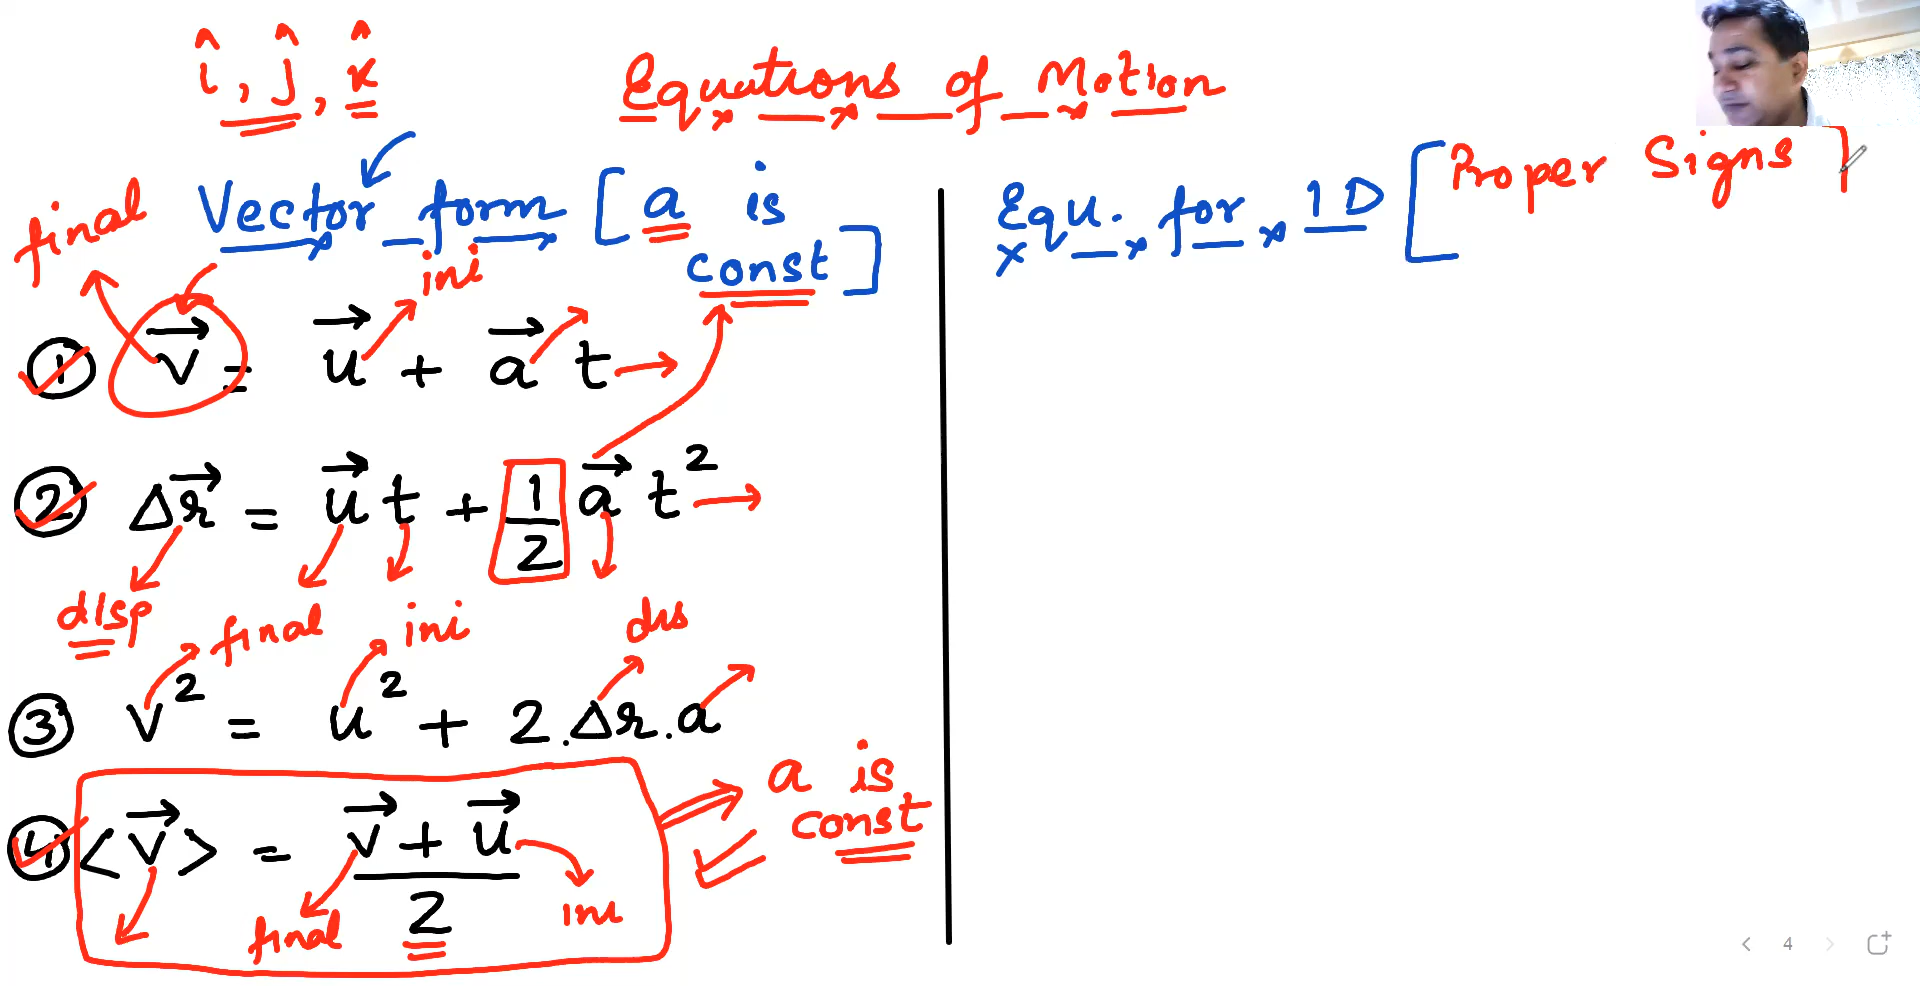 î, ĵ, k̂
Equations of Motion
final
Vector form [a is
const]
ini
① v⃗ = u⃗ + a⃗ t
② Δr⃗ = u⃗ t + 1/2 a⃗ t²
disp
final
ini
dis
③ v² = u² + 2.Δr.a
④ <v⃗> = (v⃗ + u⃗)/2
final
ini
a is
const
Equ. for 1D [Proper Signs ]
4